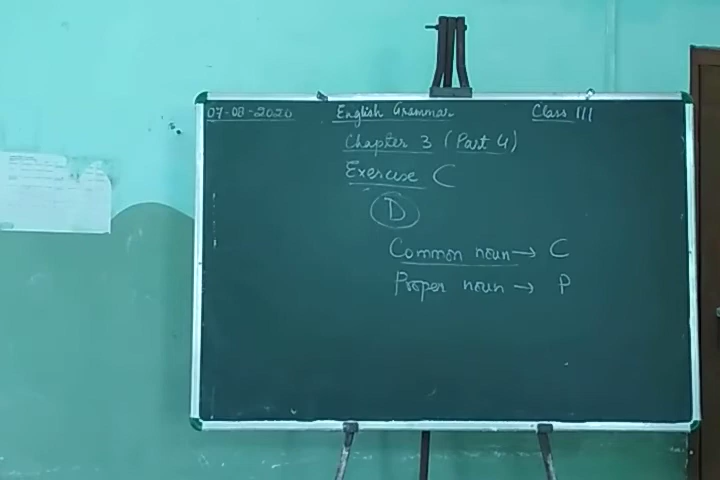 07-08-2020 English Grammar Class III
Chapter 3 (Part 4)
Exercise C
D
Common noun → C
Proper noun → P